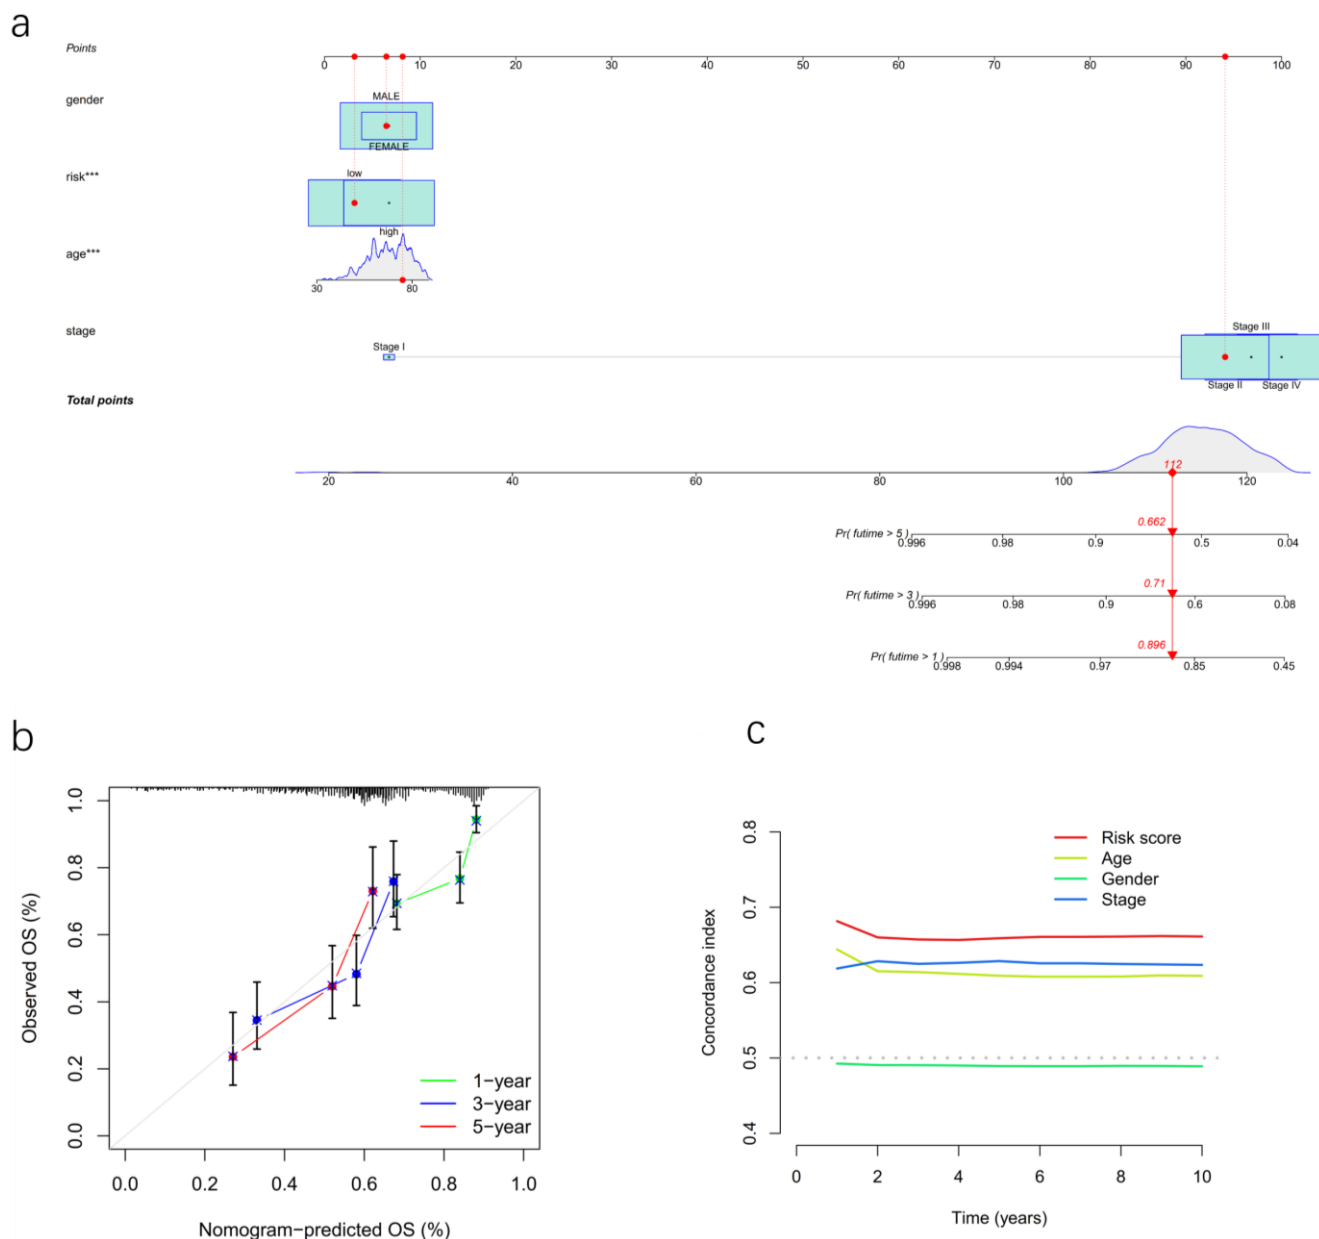 a
Points
0 10 20 30 40 50 60 70 80 90 100
gender
MALE
FEMALE
risk***
low
high
age***
30 80
stage
Stage I
Stage III
Stage II Stage IV
Total points
112
20 40 60 80 100 120
0.662
Pr( futime > 5 )
0.996 0.98 0.9 0.5 0.04
0.71
Pr( futime > 3 )
0.996 0.98 0.9 0.6 0.08
0.896
Pr( futime > 1 )
0.998 0.994 0.97 0.85 0.45
b
Observed OS (%)
1.0
0.8
0.6
0.4
0.2
0.0
1−year
3−year
5−year
0.0 0.2 0.4 0.6 0.8 1.0
Nomogram−predicted OS (%)
c
Concordance index
0.8
0.7
0.6
0.5
0.4
Risk score
Age
Gender
Stage
0 2 4 6 8 10
Time (years)